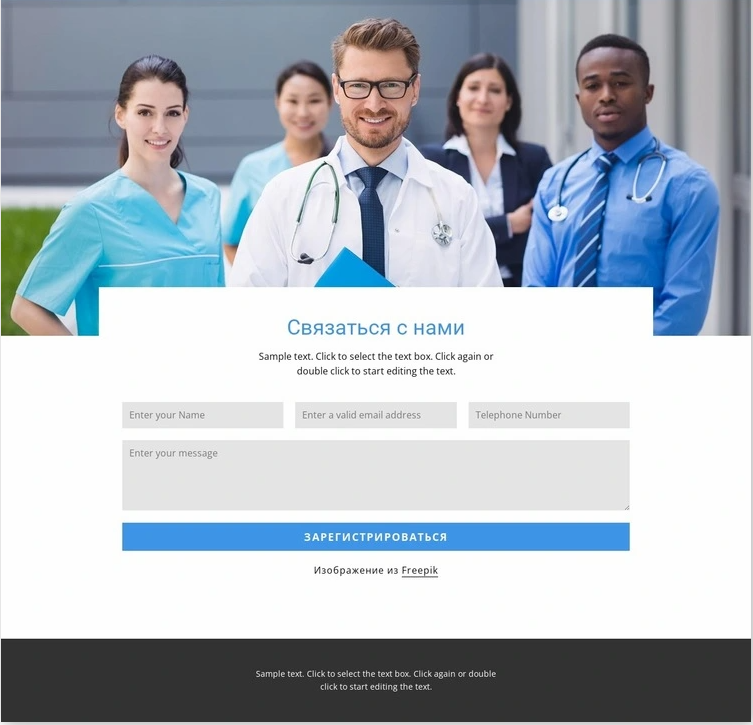 Связаться с нами
Sample text. Click to select the text box. Click again or
double click to start editing the text.
Enter your Name
Enter a valid email address
Telephone Number
Enter your message
ЗАРЕГИСТРИРОВАТЬСЯ
Изображение из Freepik
Sample text. Click to select the text box. Click again or double
click to start editing the text.